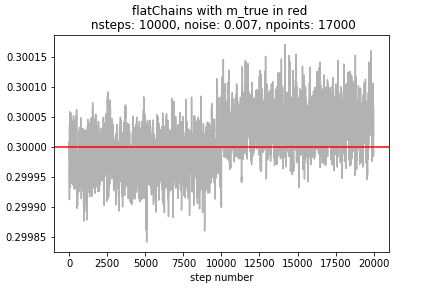 flatChains with m_true in red
nsteps: 10000, noise: 0.007, npoints: 17000
0.30015
0.30010
0.30005
0.30000
0.29995
0.29990
0.29985
0 2500 5000 7500 10000 12500 15000 17500 20000
step number